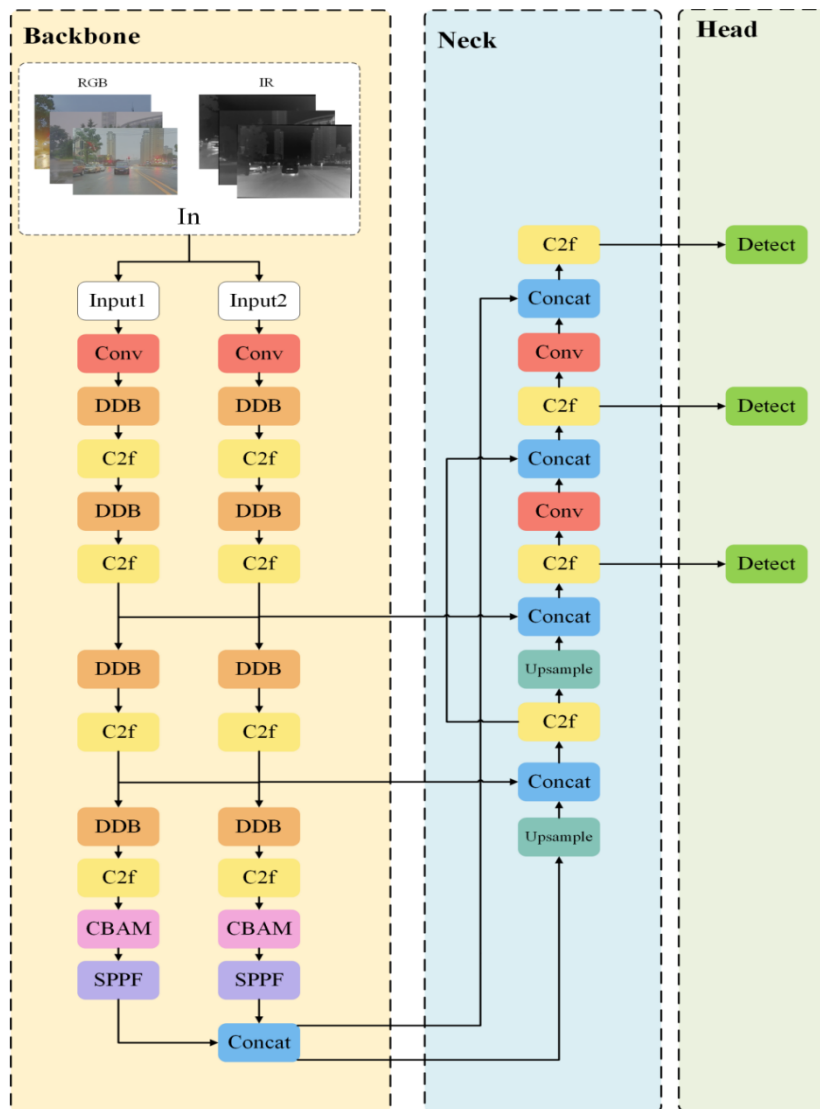 Backbone
RGB
IR
In
Input1
Input2
Conv
Conv
DDB
DDB
C2f
C2f
DDB
DDB
C2f
C2f
DDB
DDB
C2f
C2f
DDB
DDB
C2f
C2f
CBAM
CBAM
SPPF
SPPF
Concat
Neck
C2f
Concat
Conv
C2f
Concat
Conv
C2f
Concat
Upsample
C2f
Concat
Upsample
Head
Detect
Detect
Detect